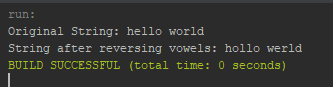 run:
Original String: hello world
String after reversing vowels: hollo werld
BUILD SUCCESSFUL (total time: 0 seconds)